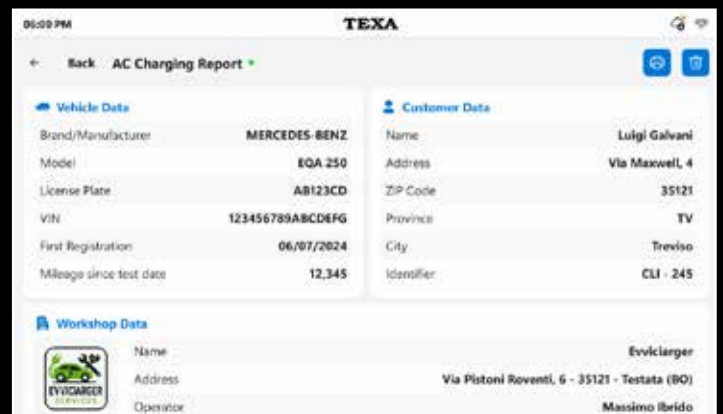 06:09 PM TEXA
← Back AC Charging Report
Vehicle Data
Brand/Manufacturer MERCEDES-BENZ
Model EQA 250
License Plate AB123CD
VIN 123456789ABCDEFG
First Registration 06/07/2024
Mileage since test date 12,345
Customer Data
Name Luigi Galvani
Address Via Maxwell, 4
ZIP Code 35121
Province TV
City Treviso
Identifier CLI - 245
Workshop Data
EVVICIARGER
SERVICES
Name Evviciarger
Address Via Pistoni Roventi, 6 - 35121 - Testata (BO)
Operator Massimo Ibrido